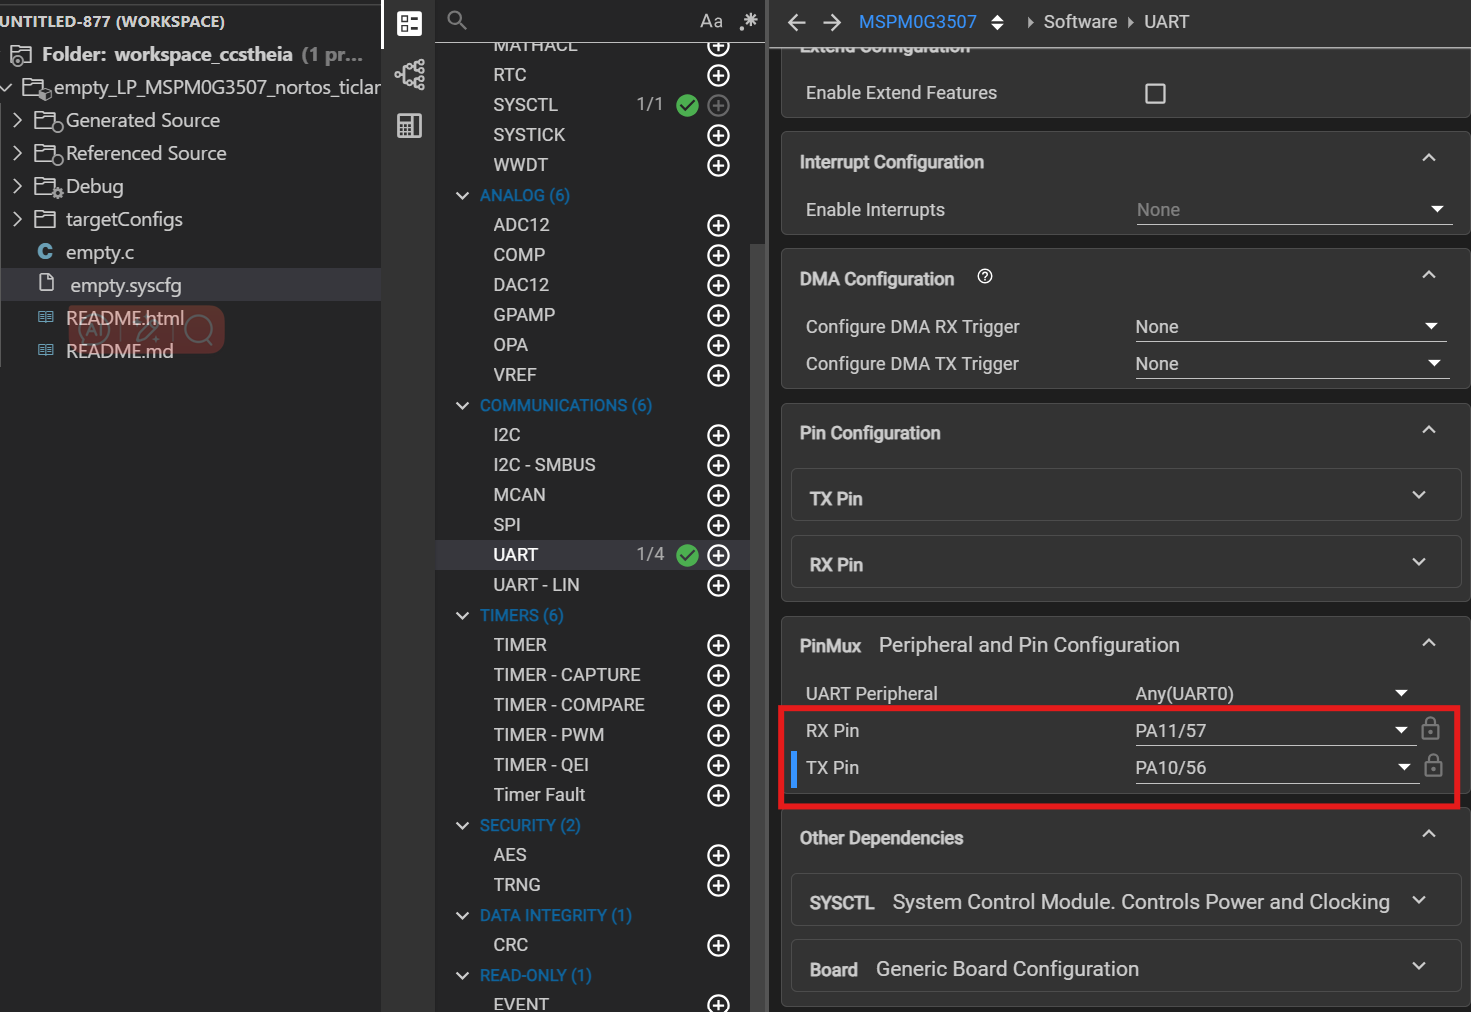 UNTITLED-877 (WORKSPACE)
Folder: workspace_ccstheia (1 pr...
empty_LP_MSPM0G3507_nortos_ticlar
Generated Source
Referenced Source
Debug
targetConfigs
C empty.c
empty.syscfg
README.html
AI
README.md
Aa .*
MATHACL
RTC
SYSCTL 1/1
SYSTICK
WWDT
ANALOG (6)
ADC12
COMP
DAC12
GPAMP
OPA
VREF
COMMUNICATIONS (6)
I2C
I2C - SMBUS
MCAN
SPI
UART 1/4
UART - LIN
TIMERS (6)
TIMER
TIMER - CAPTURE
TIMER - COMPARE
TIMER - PWM
TIMER - QEI
Timer Fault
SECURITY (2)
AES
TRNG
DATA INTEGRITY (1)
CRC
READ-ONLY (1)
EVENT
MSPM0G3507 Software UART
Extend Configuration
Enable Extend Features
Interrupt Configuration
Enable Interrupts None
DMA Configuration
Configure DMA RX Trigger None
Configure DMA TX Trigger None
Pin Configuration
TX Pin
RX Pin
PinMux Peripheral and Pin Configuration
UART Peripheral Any(UART0)
RX Pin PA11/57
TX Pin PA10/56
Other Dependencies
SYSCTL System Control Module. Controls Power and Clocking
Board Generic Board Configuration